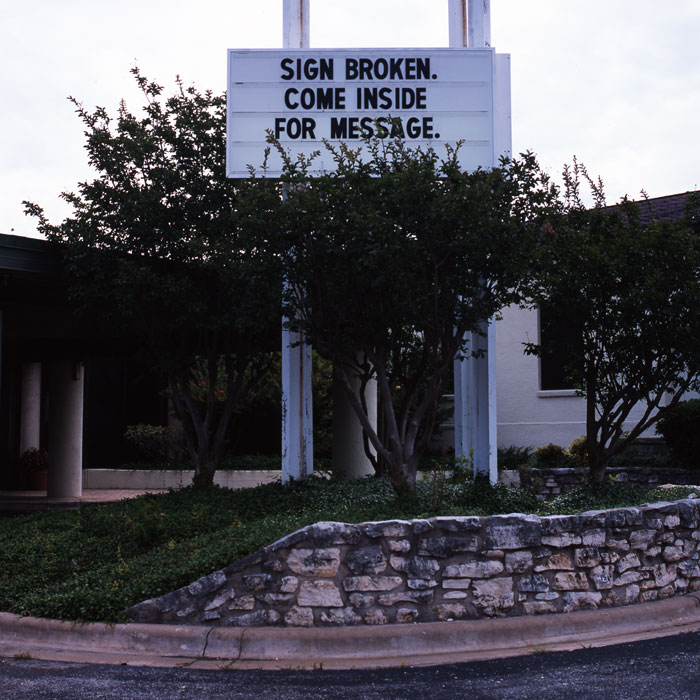 SIGN BROKEN.
COME INSIDE
FOR MESSAGE.